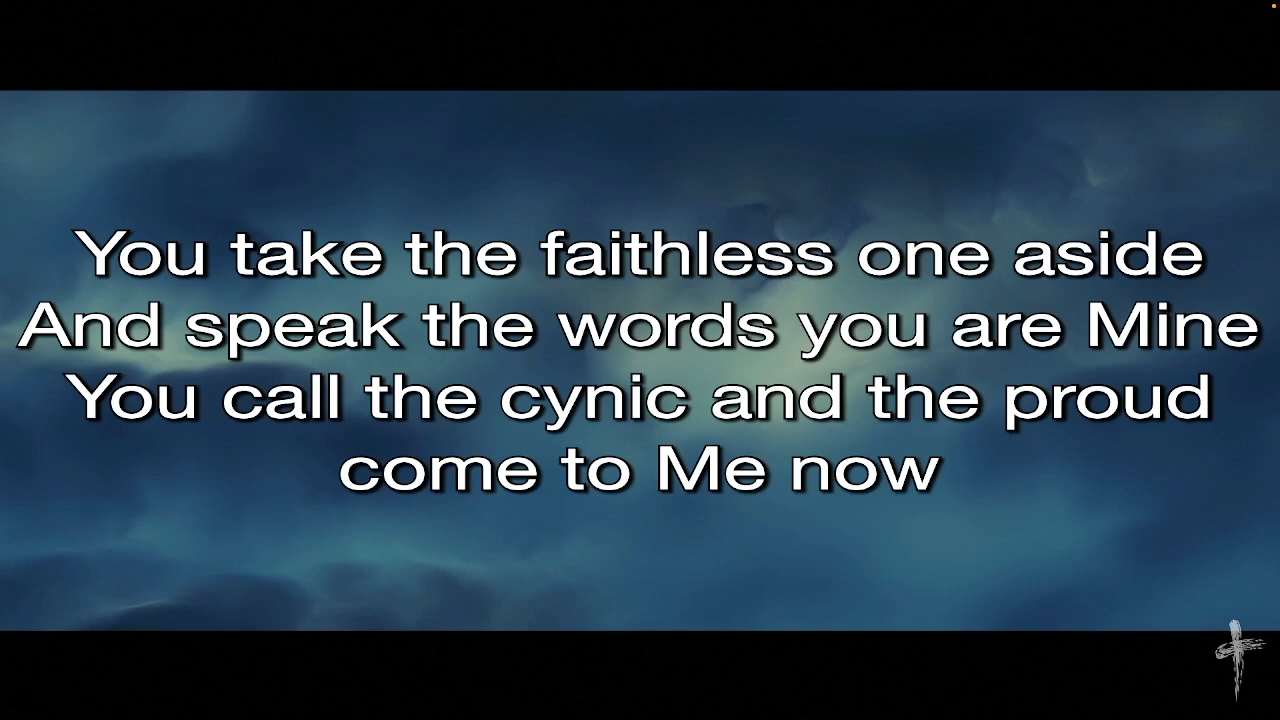 You take the faithless one aside
And speak the words you are Mine
You call the cynic and the proud
come to Me now